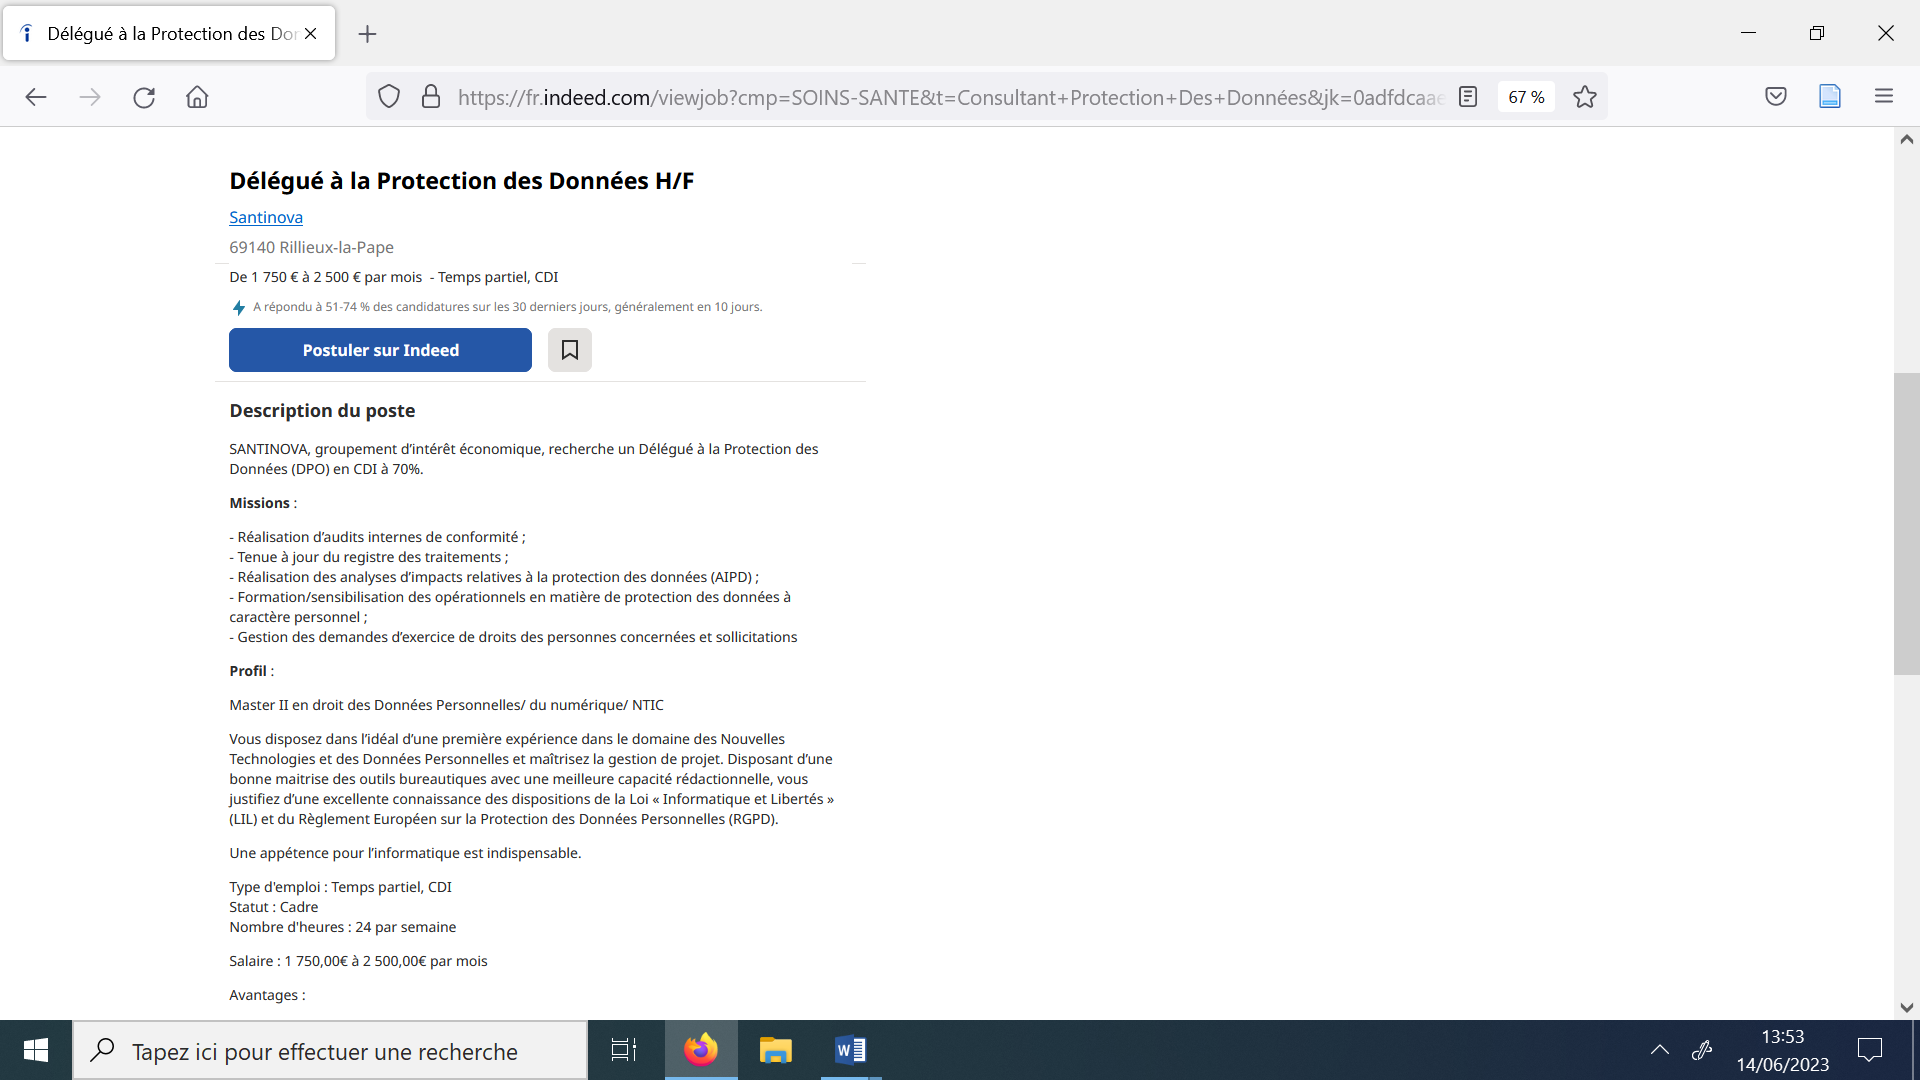 Délégué à la Protection des Do
https://fr.indeed.com/viewjob?cmp=SOINS-SANTE&t=Consultant+Protection+Des+Données&jk=0adfdcaae
67 %
Délégué à la Protection des Données H/F
Santinova
69140 Rillieux-la-Pape
De 1 750 € à 2 500 € par mois - Temps partiel, CDI
A répondu à 51-74 % des candidatures sur les 30 derniers jours, généralement en 10 jours.
Postuler sur Indeed
Description du poste
SANTINOVA, groupement d’intérêt économique, recherche un Délégué à la Protection des
Données (DPO) en CDI à 70%.
Missions :
- Réalisation d’audits internes de conformité ;
- Tenue à jour du registre des traitements ;
- Réalisation des analyses d’impacts relatives à la protection des données (AIPD) ;
- Formation/sensibilisation des opérationnels en matière de protection des données à
caractère personnel ;
- Gestion des demandes d’exercice de droits des personnes concernées et sollicitations
Profil :
Master II en droit des Données Personnelles/ du numérique/ NTIC
Vous disposez dans l’idéal d’une première expérience dans le domaine des Nouvelles
Technologies et des Données Personnelles et maîtrisez la gestion de projet. Disposant d’une
bonne maitrise des outils bureautiques avec une meilleure capacité rédactionnelle, vous
justifiez d’une excellente connaissance des dispositions de la Loi « Informatique et Libertés »
(LIL) et du Règlement Européen sur la Protection des Données Personnelles (RGPD).
Une appétence pour l’informatique est indispensable.
Type d'emploi : Temps partiel, CDI
Statut : Cadre
Nombre d'heures : 24 par semaine
Salaire : 1 750,00€ à 2 500,00€ par mois
Avantages :
Tapez ici pour effectuer une recherche
13:53
14/06/2023